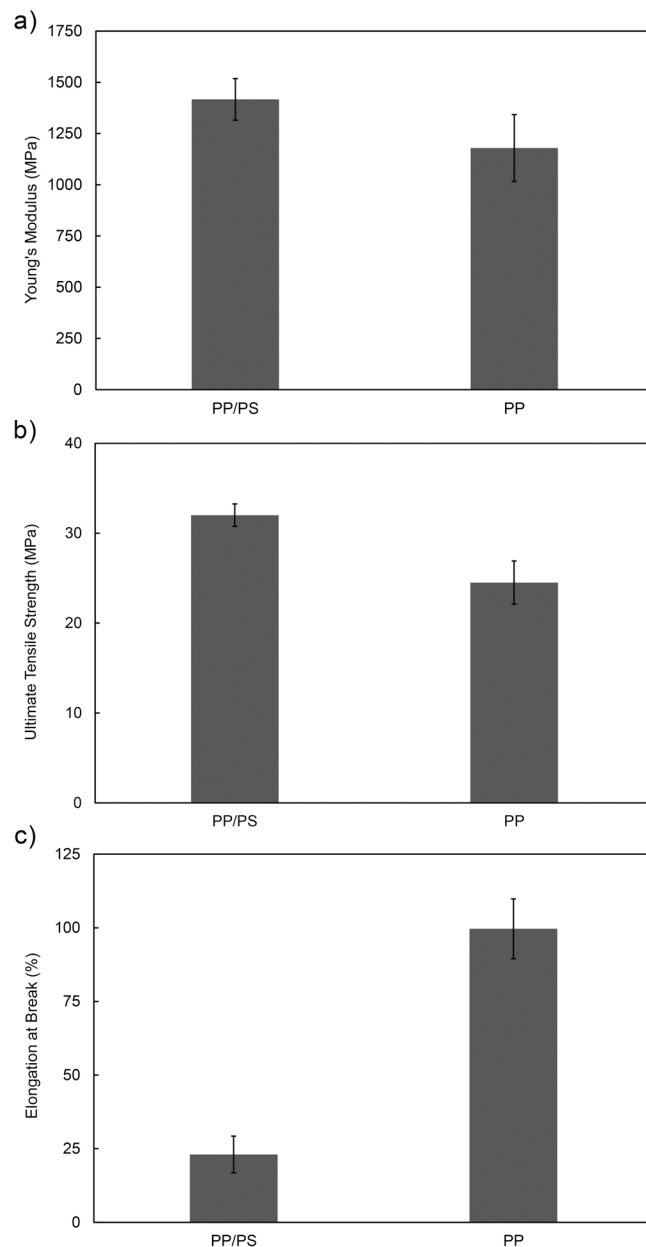 a)
Young's Modulus (MPa)
1750
1500
1250
1000
750
500
250
0
PP/PS PP
b)
Ultimate Tensile Strength (MPa)
40
30
20
10
0
PP/PS PP
c)
Elongation at Break (%)
125
100
75
50
25
0
PP/PS PP